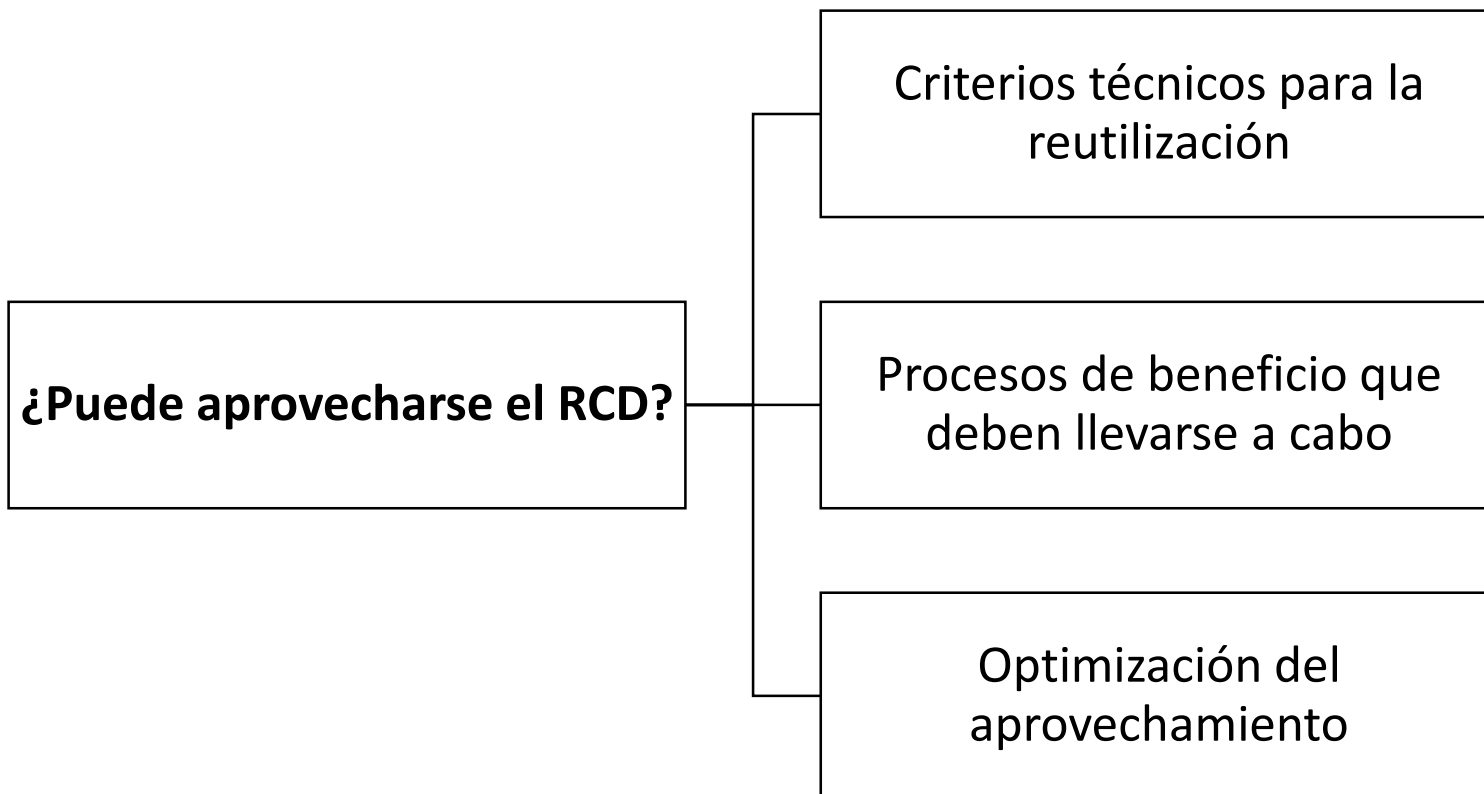 Criterios técnicos para la
reutilización
¿Puede aprovecharse el RCD?
Procesos de beneficio que
deben llevarse a cabo
Optimización del
aprovechamiento